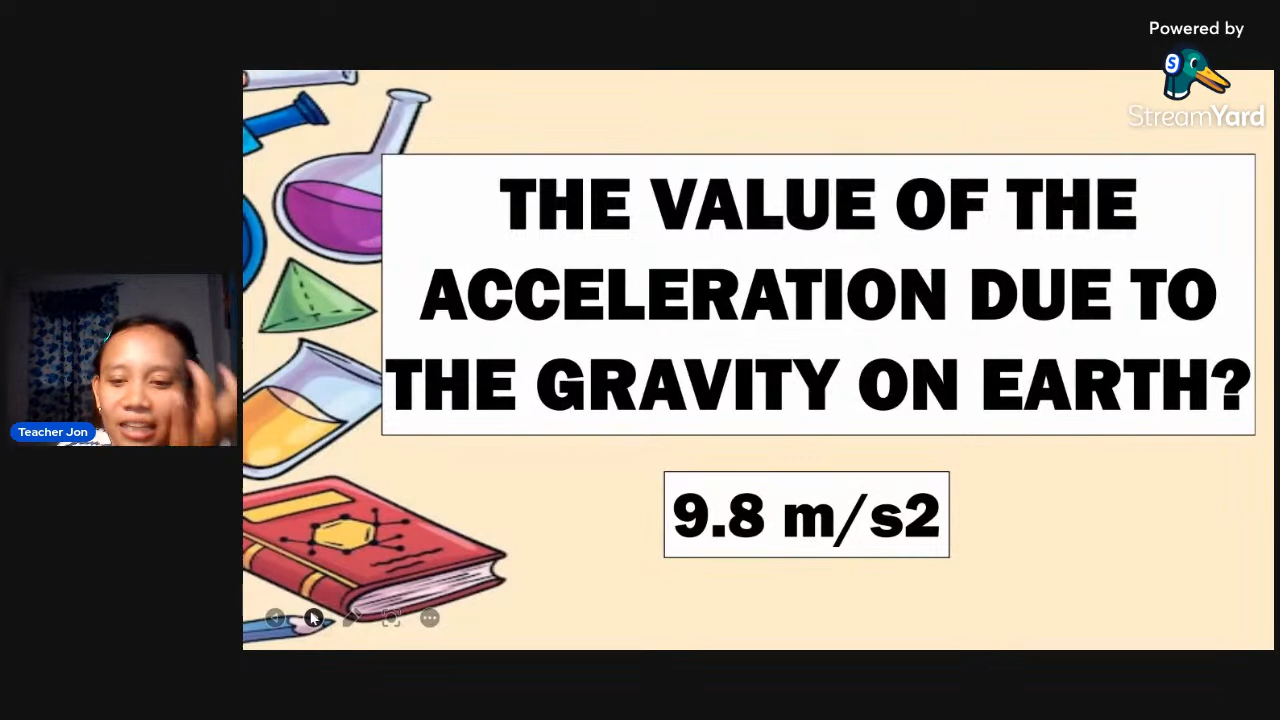 Powered by
StreamYard
THE VALUE OF THE
ACCELERATION DUE TO
THE GRAVITY ON EARTH?
9.8 m/s2
Teacher Jon